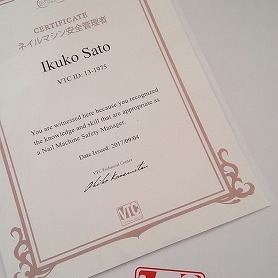 CERTIFICATE
ネイルマシン安全管理者
Ikuko Sato
VTC ID: 13-1975
You are witnessed here because you recognized
the knowledge and skill that are appropriate as
a Nail Machine Safety Manager.
Date Issued: 2017/09/04
VTC Technical Center
VTC